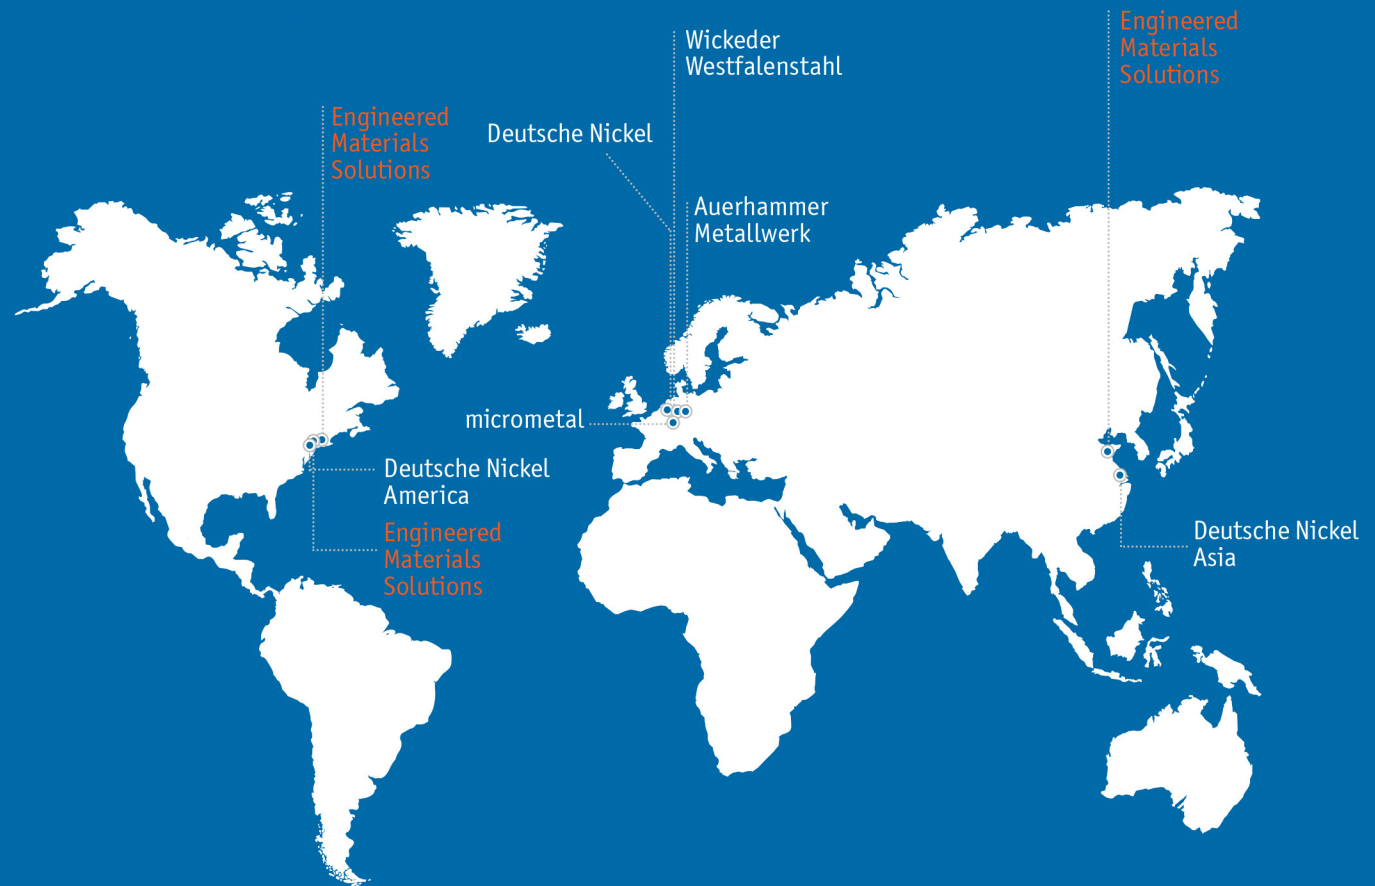 Engineered
Materials
Solutions
Wickeder
Westfalenstahl
Engineered
Materials
Solutions
Deutsche Nickel
Auerhammer
Metallwerk
micrometal
Deutsche Nickel
America
Engineered
Materials
Solutions
Deutsche Nickel
Asia